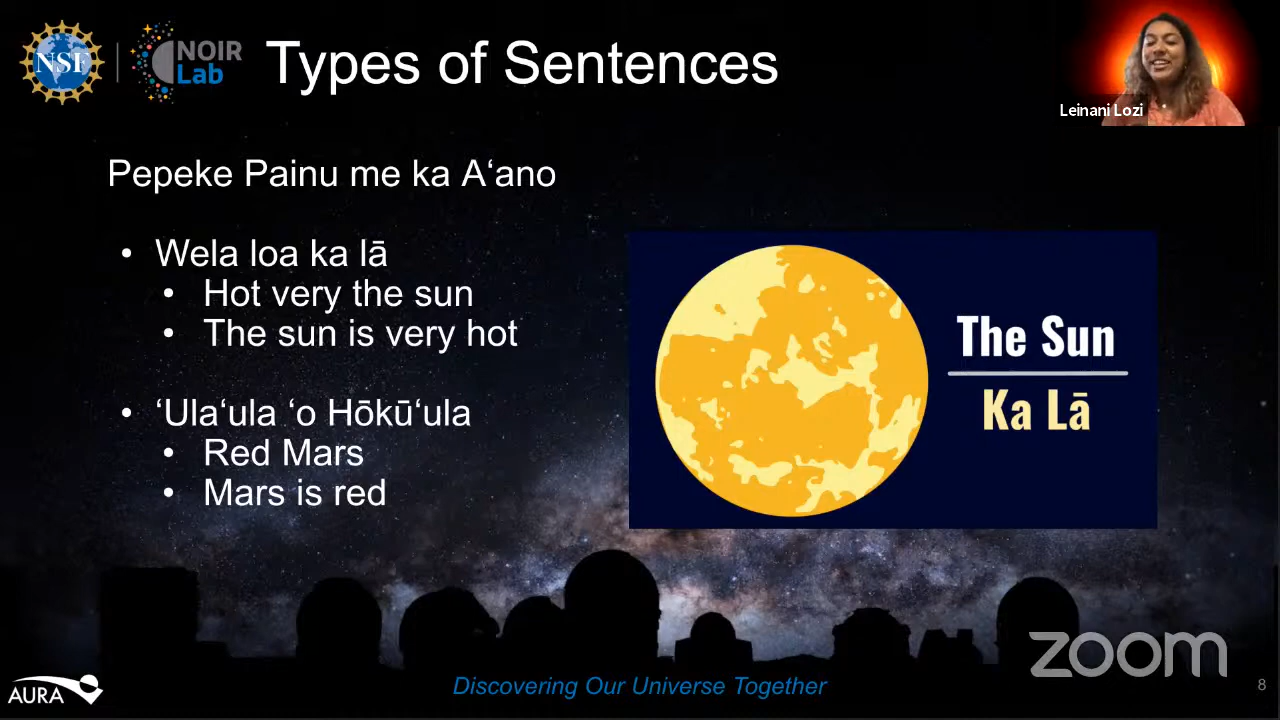 NSF
NOIR
Lab
Types of Sentences
Leinani Lozi
Pepeke Painu me ka Aʻano
• Wela loa ka lā
• Hot very the sun
• The sun is very hot
• ʻUlaʻula ʻo Hōkūʻula
• Red Mars
• Mars is red
The Sun
Ka Lā
zoom
AURA
Discovering Our Universe Together
8